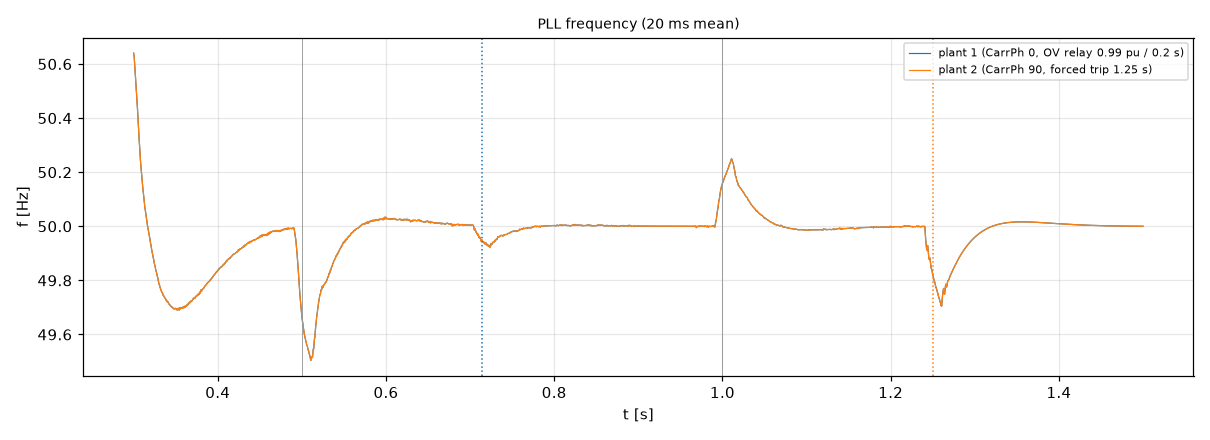 PLL frequency (20 ms mean)
plant 1 (CarrPh 0, OV relay 0.99 pu / 0.2 s)
plant 2 (CarrPh 90, forced trip 1.25 s)
f [Hz]
50.6
50.4
50.2
50.0
49.8
49.6
0.4 0.6 0.8 1.0 1.2 1.4
t [s]